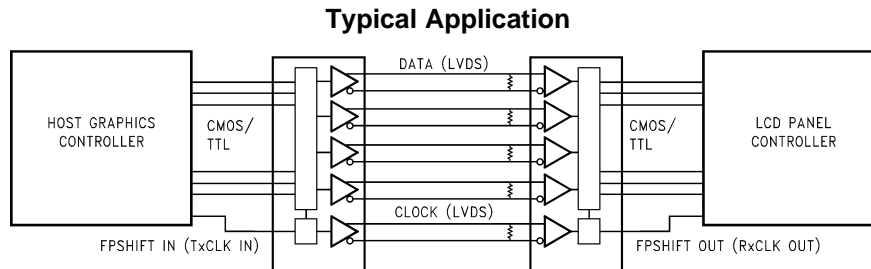 Typical Application
DATA (LVDS)
HOST GRAPHICS
CONTROLLER
CMOS/
TTL
CMOS/
TTL
LCD PANEL
CONTROLLER
CLOCK (LVDS)
FPSHIFT IN (TxCLK IN)
FPSHIFT OUT (RxCLK OUT)